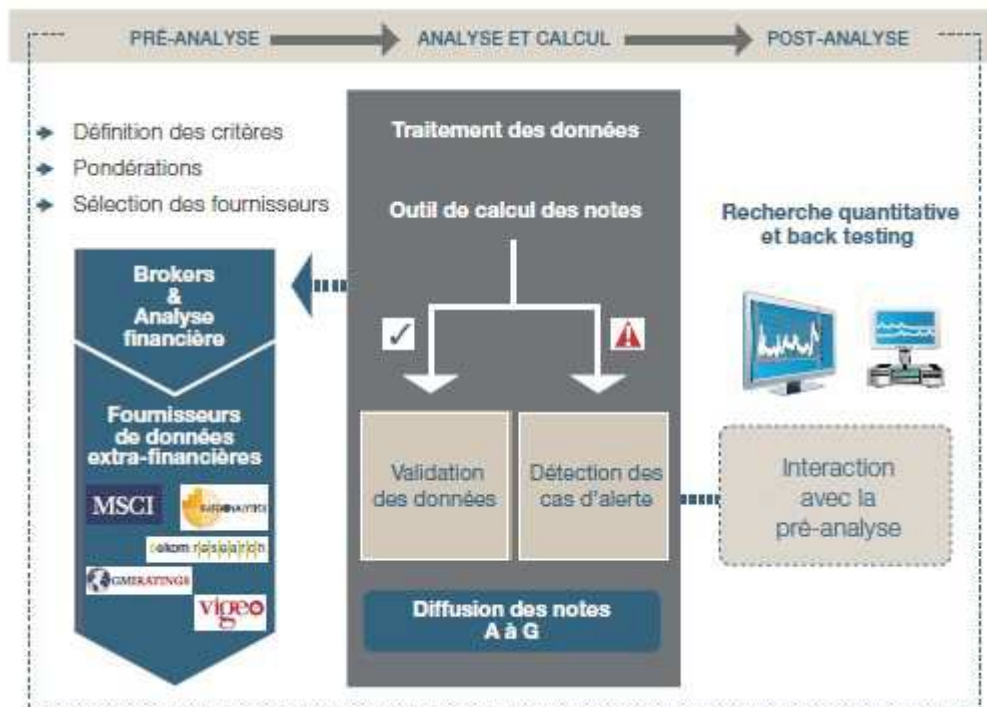 PRÉ-ANALYSE
ANALYSE ET CALCUL
POST-ANALYSE
Définition des critères
Pondérations
Sélection des fournisseurs
Brokers
&
Analyse
financière
Fournisseurs
de données
extra-financières
MSCI
oekom research
GMIRATINGS
vigeo
Traitement des données
Outil de calcul des notes
Validation
des données
Détection des
cas d'alerte
Diffusion des notes
A à G
Recherche quantitative
et back testing
Interaction
avec la
pré-analyse